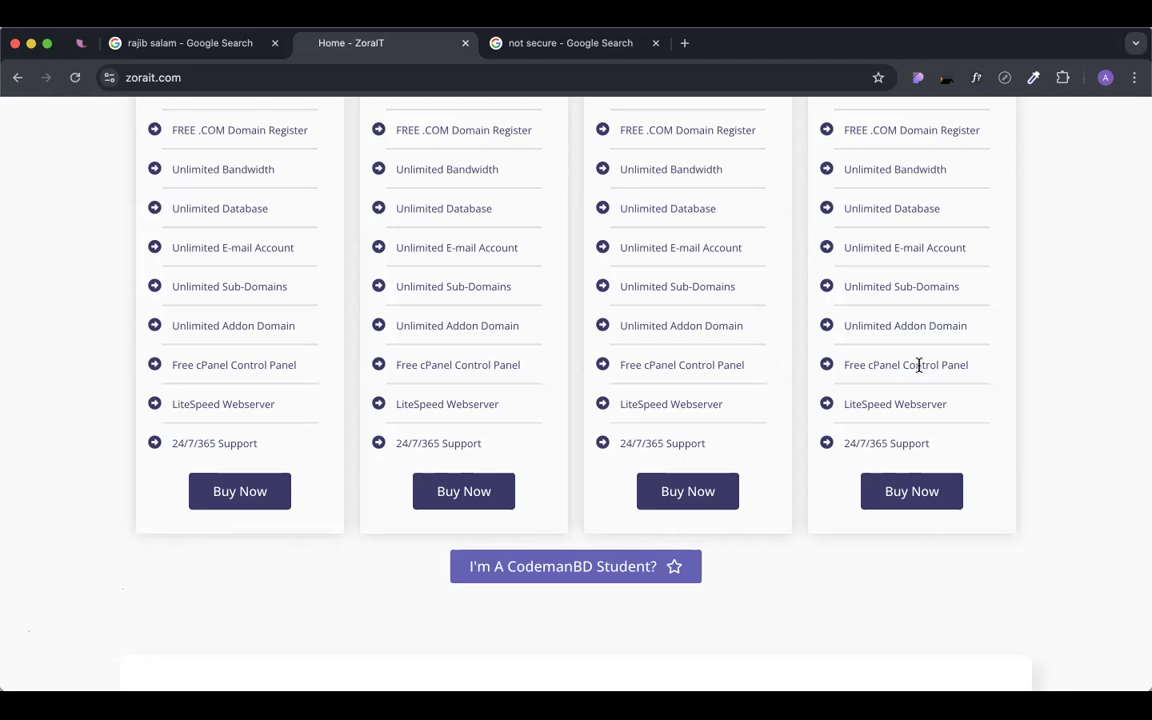 rajib salam - Google Search
Home - ZoraIT
not secure - Google Search
zorait.com
f?
A
FREE .COM Domain Register FREE .COM Domain Register FREE .COM Domain Register FREE .COM Domain Register
Unlimited Bandwidth Unlimited Bandwidth Unlimited Bandwidth Unlimited Bandwidth
Unlimited Database Unlimited Database Unlimited Database Unlimited Database
Unlimited E-mail Account Unlimited E-mail Account Unlimited E-mail Account Unlimited E-mail Account
Unlimited Sub-Domains Unlimited Sub-Domains Unlimited Sub-Domains Unlimited Sub-Domains
Unlimited Addon Domain Unlimited Addon Domain Unlimited Addon Domain Unlimited Addon Domain
Free cPanel Control Panel Free cPanel Control Panel Free cPanel Control Panel Free cPanel Control Panel
LiteSpeed Webserver LiteSpeed Webserver LiteSpeed Webserver LiteSpeed Webserver
24/7/365 Support 24/7/365 Support 24/7/365 Support 24/7/365 Support
Buy Now Buy Now Buy Now Buy Now
I'm A CodemanBD Student?